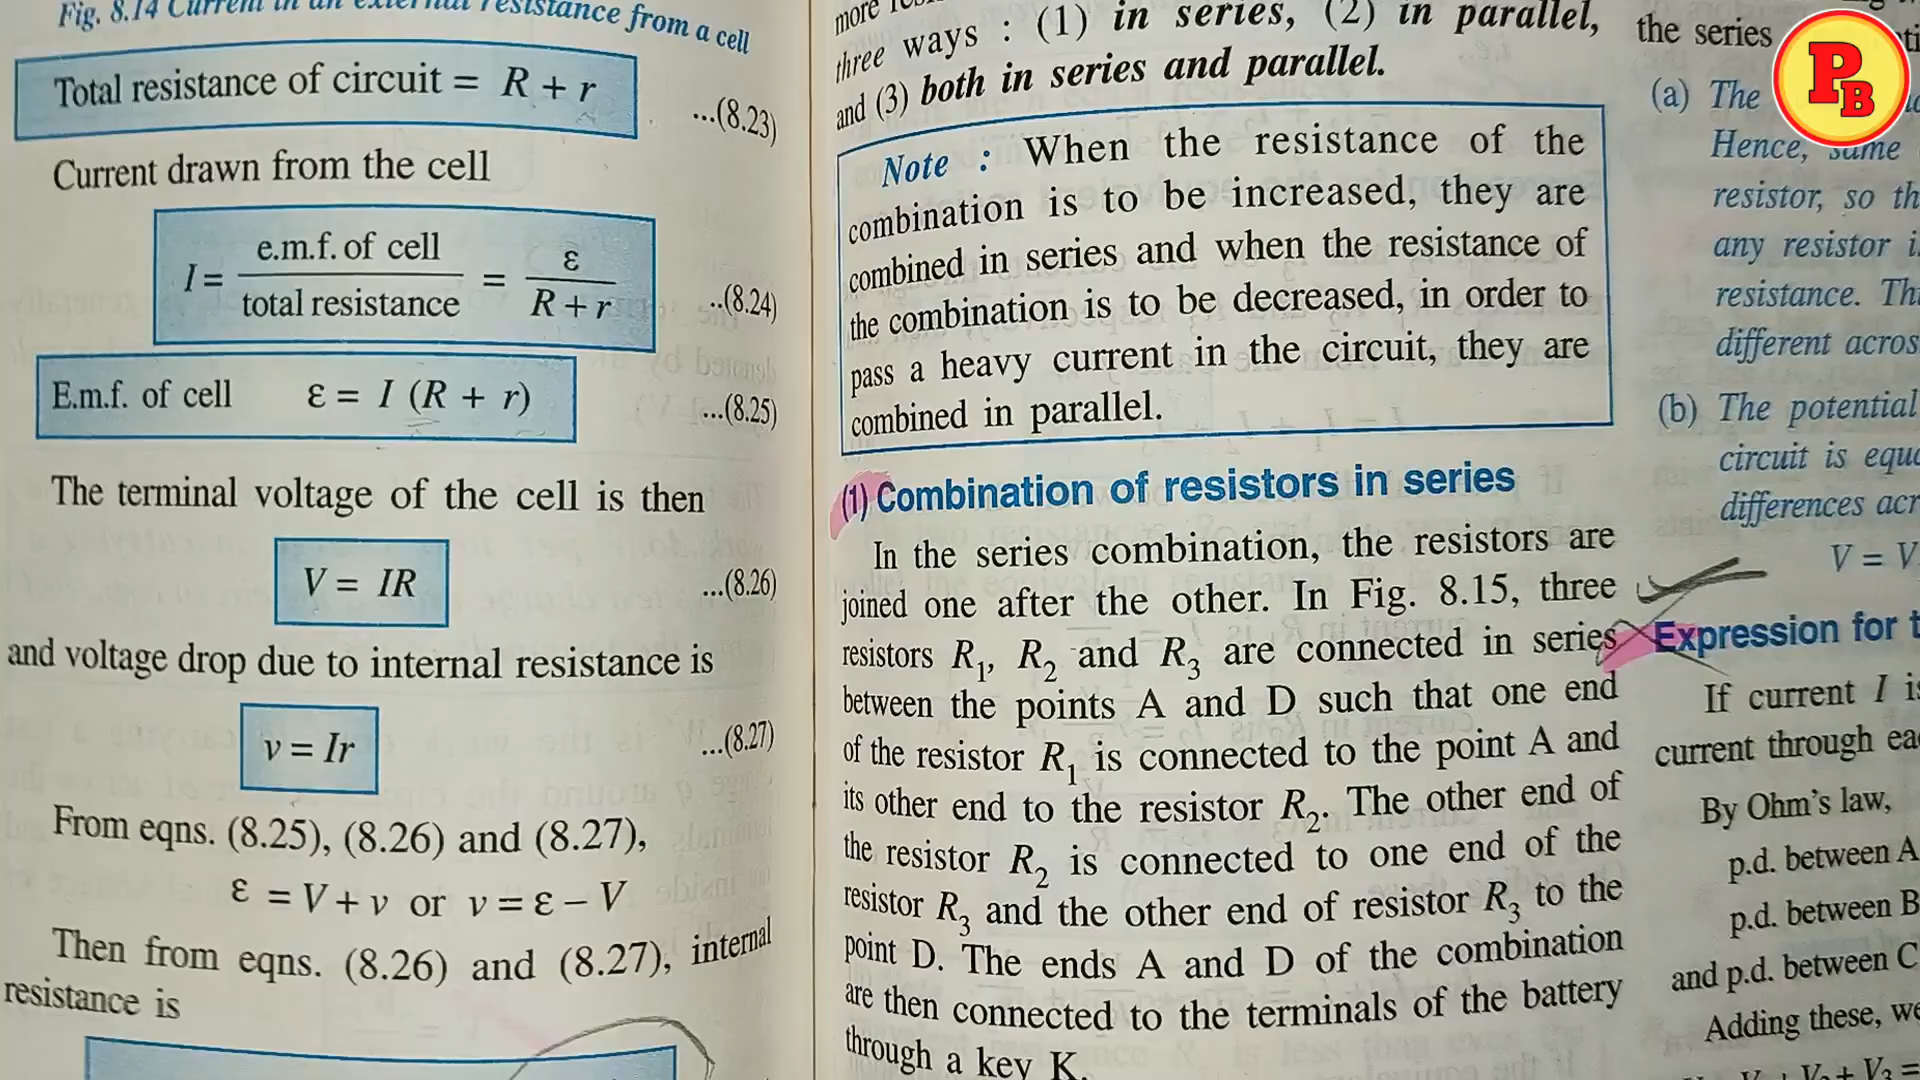 Fig. 8.14 Current in an external resistance from a cell
Total resistance of circuit = R + r
...(8.23)
Current drawn from the cell
I = e.m.f. of cell / total resistance = ε / R + r
..(8.24)
E.m.f. of cell ε = I (R + r)
...(8.25)
The terminal voltage of the cell is then
V = IR
...(8.26)
and voltage drop due to internal resistance is
v = Ir
...(8.27)
From eqns. (8.25), (8.26) and (8.27),
ε = V + v or v = ε – V
Then from eqns. (8.26) and (8.27), internal
resistance is
more
three ways : (1) in series, (2) in parallel,
and (3) both in series and parallel.
Note : When the resistance of the
combination is to be increased, they are
combined in series and when the resistance of
the combination is to be decreased, in order to
pass a heavy current in the circuit, they are
combined in parallel.
(1) Combination of resistors in series
In the series combination, the resistors are
joined one after the other. In Fig. 8.15, three
resistors R1, R2 and R3 are connected in series
between the points A and D such that one end
of the resistor R1 is connected to the point A and
its other end to the resistor R2. The other end of
the resistor R2 is connected to one end of the
resistor R3 and the other end of resistor R3 to the
point D. The ends A and D of the combination
are then connected to the terminals of the battery
through a key K.
the series
(a) The
Hence, same
resistor, so th
any resistor i
resistance. Thi
different acros
(b) The potential
circuit is equa
differences acr
V = V
Expression for t
If current I is
current through ea
By Ohm's law,
p.d. between A
p.d. between B
and p.d. between C
Adding these, we
V2 + V3 =
PB